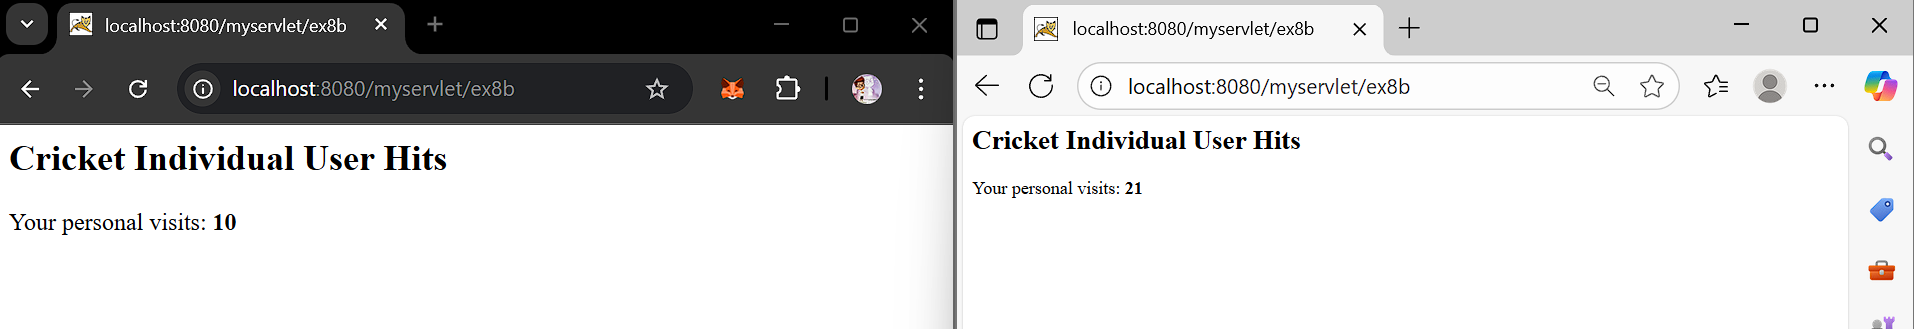 localhost:8080/myservlet/ex8b
localhost:8080/myservlet/ex8b
Cricket Individual User Hits
Your personal visits: 10
localhost:8080/myservlet/ex8b
localhost:8080/myservlet/ex8b
Cricket Individual User Hits
Your personal visits: 21